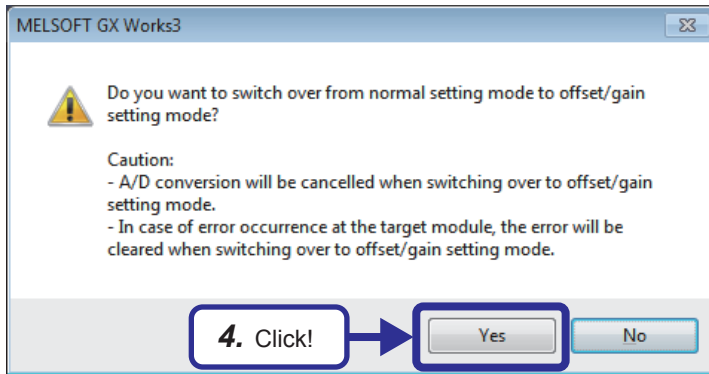 MELSOFT GX Works3
Do you want to switch over from normal setting mode to offset/gain
setting mode?
Caution:
- A/D conversion will be cancelled when switching over to offset/gain
setting mode.
- In case of error occurrence at the target module, the error will be
cleared when switching over to offset/gain setting mode.
4. Click!
Yes
No